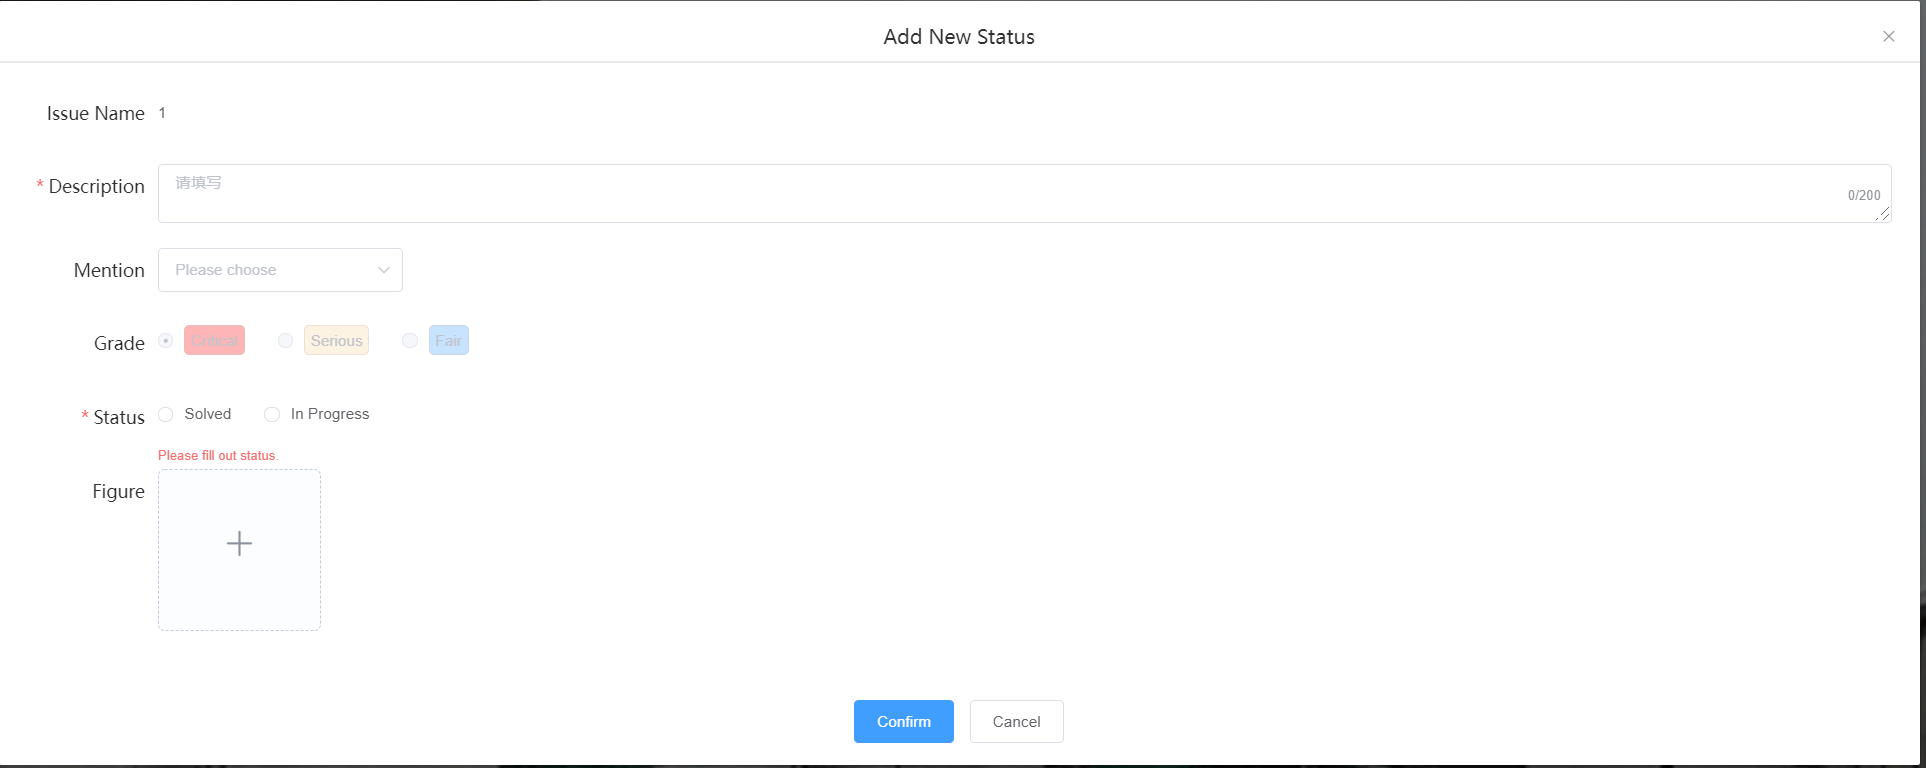 Add New Status
Issue Name 1
* Description 请填写
0/200
Mention Please choose
Grade Critical Serious Fair
* Status Solved In Progress
Please fill out status.
Figure
Confirm Cancel